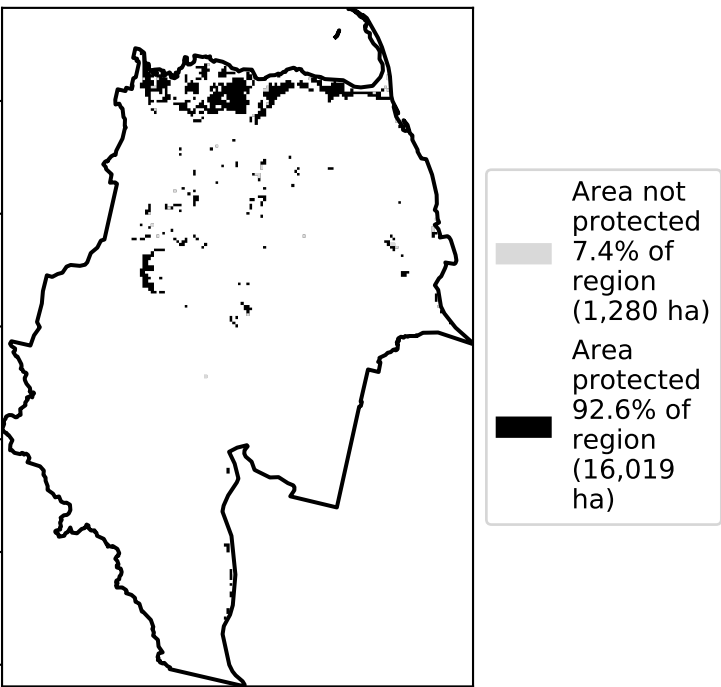 Area not
protected
7.4% of
region
(1,280 ha)
Area
protected
92.6% of
region
(16,019
ha)